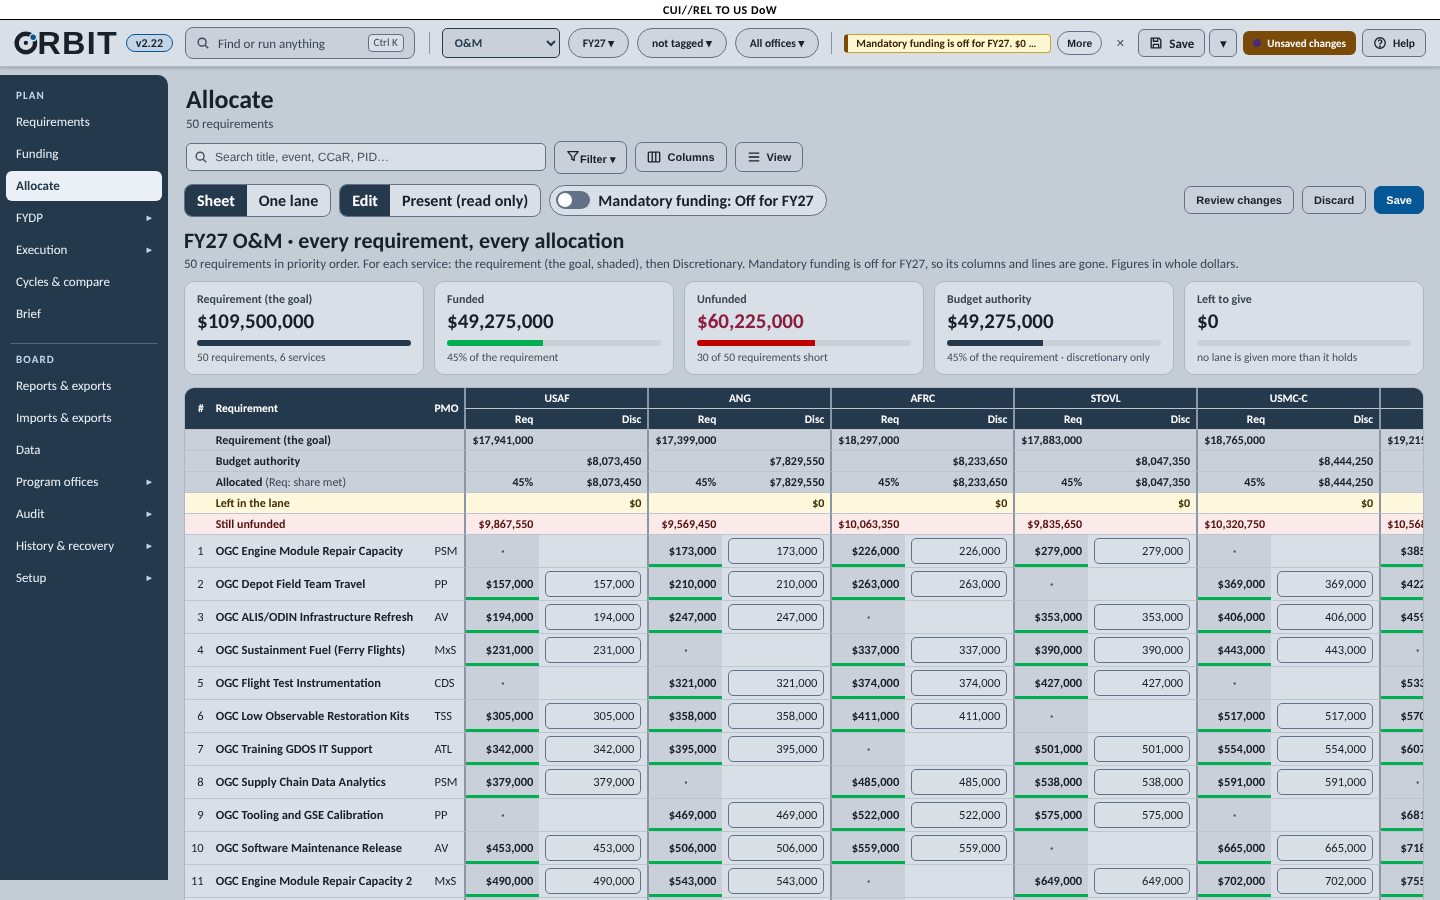 CUI//REL TO US DoW
ORBIT v2.22 Find or run anything Ctrl K O&M FY27 ▾ not tagged ▾ All offices ▾ Mandatory funding is off for FY27. $0 ... More × Save ▾ Unsaved changes Help
PLAN
Requirements
Funding
Allocate
FYDP ▸
Execution ▸
Cycles & compare
Brief
BOARD
Reports & exports
Imports & exports
Data
Program offices ▸
Audit ▸
History & recovery ▸
Setup ▸
Allocate
50 requirements
Search title, event, CCaR, PID… Filter ▾ Columns View
Sheet One lane Edit Present (read only) Mandatory funding: Off for FY27 Review changes Discard Save
FY27 O&M · every requirement, every allocation
50 requirements in priority order. For each service: the requirement (the goal, shaded), then Discretionary. Mandatory funding is off for FY27, so its columns and lines are gone. Figures in whole dollars.
Requirement (the goal)
$109,500,000
50 requirements, 6 services
Funded
$49,275,000
45% of the requirement
Unfunded
$60,225,000
30 of 50 requirements short
Budget authority
$49,275,000
45% of the requirement · discretionary only
Left to give
$0
no lane is given more than it holds
# Requirement PMO USAF ANG AFRC STOVL USMC-C
Req Disc Req Disc Req Disc Req Disc Req Disc
Requirement (the goal) $17,941,000 $17,399,000 $18,297,000 $17,883,000 $18,765,000 $19,215
Budget authority $8,073,450 $7,829,550 $8,233,650 $8,047,350 $8,444,250
Allocated (Req: share met) 45% $8,073,450 45% $7,829,550 45% $8,233,650 45% $8,047,350 45% $8,444,250
Left in the lane $0 $0 $0 $0 $0
Still unfunded $9,867,550 $9,569,450 $10,063,350 $9,835,650 $10,320,750 $10,568
1 OGC Engine Module Repair Capacity PSM · $173,000 173,000 $226,000 226,000 $279,000 279,000 · $385
2 OGC Depot Field Team Travel PP $157,000 157,000 $210,000 210,000 $263,000 263,000 · $369,000 369,000 $422
3 OGC ALIS/ODIN Infrastructure Refresh AV $194,000 194,000 $247,000 247,000 · $353,000 353,000 $406,000 406,000 $459
4 OGC Sustainment Fuel (Ferry Flights) MxS $231,000 231,000 · $337,000 337,000 $390,000 390,000 $443,000 443,000 ·
5 OGC Flight Test Instrumentation CDS · $321,000 321,000 $374,000 374,000 $427,000 427,000 · $533
6 OGC Low Observable Restoration Kits TSS $305,000 305,000 $358,000 358,000 $411,000 411,000 · $517,000 517,000 $570
7 OGC Training GDOS IT Support ATL $342,000 342,000 $395,000 395,000 · $501,000 501,000 $554,000 554,000 $607
8 OGC Supply Chain Data Analytics PSM $379,000 379,000 · $485,000 485,000 $538,000 538,000 $591,000 591,000 ·
9 OGC Tooling and GSE Calibration PP · $469,000 469,000 $522,000 522,000 $575,000 575,000 · $681
10 OGC Software Maintenance Release AV $453,000 453,000 $506,000 506,000 $559,000 559,000 · $665,000 665,000 $718
11 OGC Engine Module Repair Capacity 2 MxS $490,000 490,000 $543,000 543,000 · $649,000 649,000 $702,000 702,000 $755